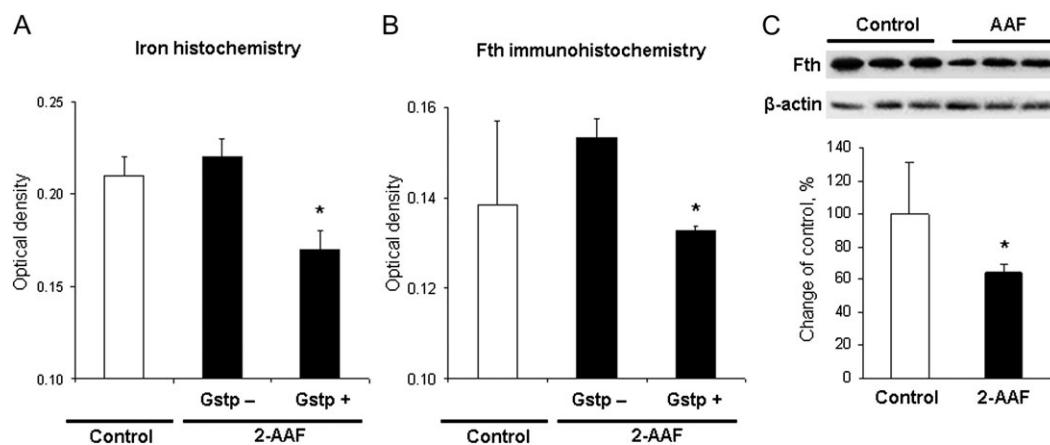 A
Iron histochemistry
Optical density
0.25
0.20
0.15
0.10
Gstp –
Gstp +
Control
2-AAF
*
B
Fth immunohistochemistry
Optical density
0.16
0.14
0.12
0.10
Gstp –
Gstp +
Control
2-AAF
*
C
Control
AAF
Fth
β-actin
Change of control, %
140
120
100
80
60
40
20
0
*
Control
2-AAF